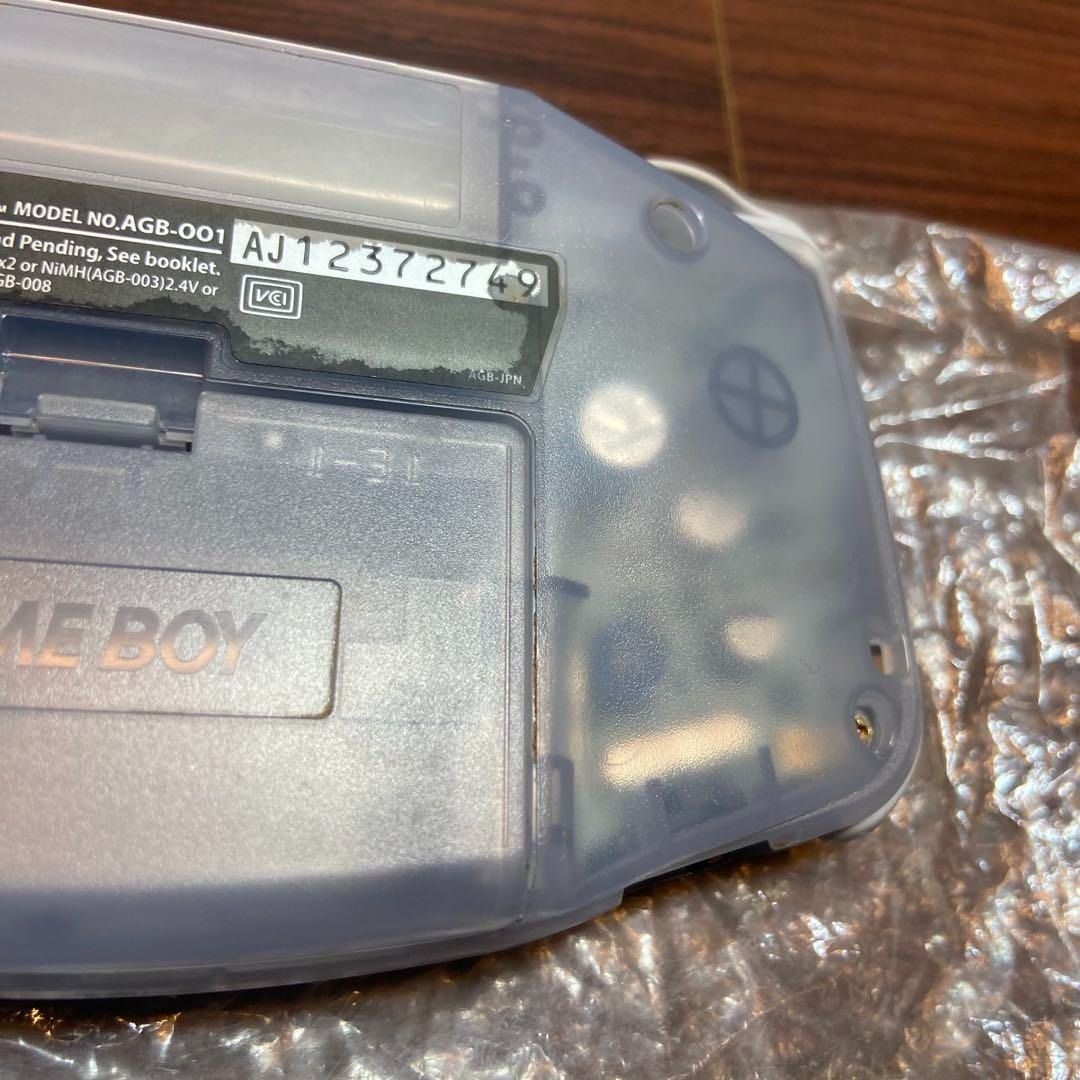 ™ MODEL NO.AGB-001
AJ12372749
nd Pending, See booklet.
x2 or NiMH(AGB-003)2.4V or
GB-008
VCI
AGB-JPN
ME BOY